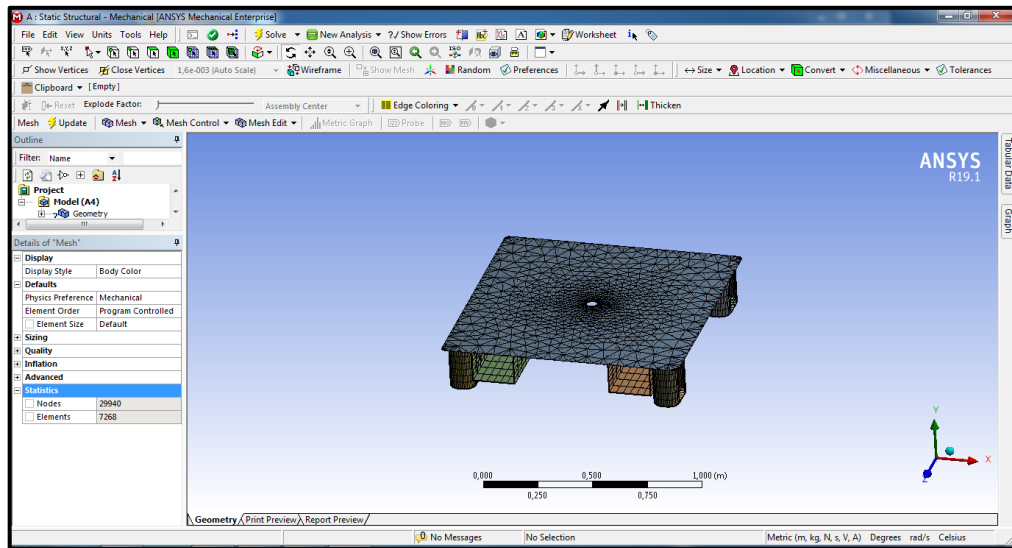 A : Static Structural - Mechanical [ANSYS Mechanical Enterprise]
File Edit View Units Tools Help Solve New Analysis ?/ Show Errors A Worksheet
Show Vertices Close Vertices 1,6e-003 (Auto Scale) Wireframe Show Mesh Random Preferences Size Location Convert Miscellaneous Tolerances
Clipboard [Empty]
Reset Explode Factor: Assembly Center Edge Coloring Thicken
Mesh Update Mesh Mesh Control Mesh Edit Metric Graph Probe
Outline
Filter: Name
Project
Model (A4)
Geometry
Details of "Mesh"
Display
Display Style Body Color
Defaults
Physics Preference Mechanical
Element Order Program Controlled
Element Size Default
Sizing
Quality
Inflation
Advanced
Statistics
Nodes 29940
Elements 7268
ANSYS
R19.1
Tabular Data
Graph
Y
X
Z
0,000 0,500 1,000 (m)
0,250 0,750
Geometry Print Preview Report Preview
No Messages No Selection Metric (m, kg, N, s, V, A) Degrees rad/s Celsius